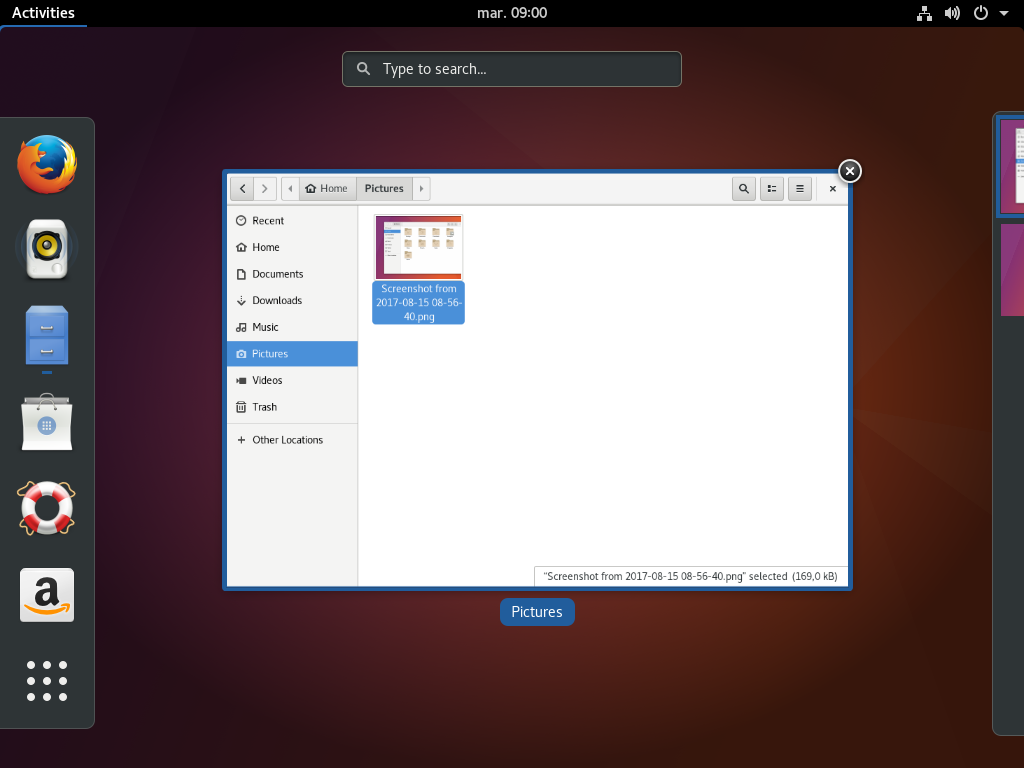 Activities
mar. 09:00
Type to search...
Home
Pictures
Recent
Home
Documents
Downloads
Music
Pictures
Videos
Trash
Other Locations
Screenshot from
2017-08-15 08-56-
40.png
"Screenshot from 2017-08-15 08-56-40.png" selected (169,0 kB)
Pictures
a